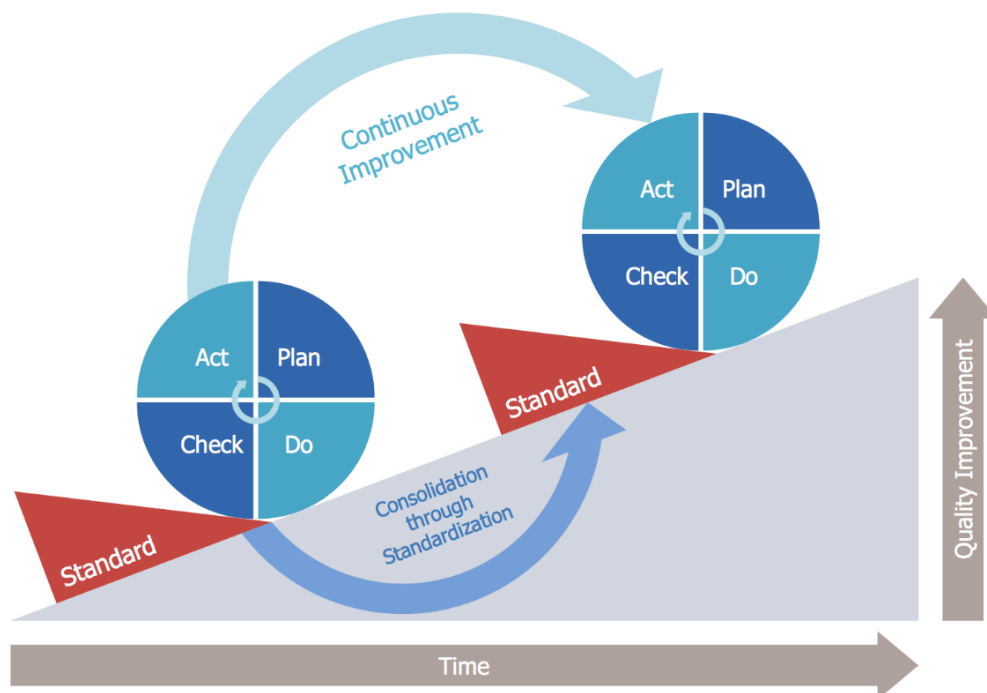 Continuous
Improvement
Act
Plan
Check
Do
Act
Plan
Check
Do
Standard
Standard
Consolidation
through
Standardization
Quality Improvement
Time